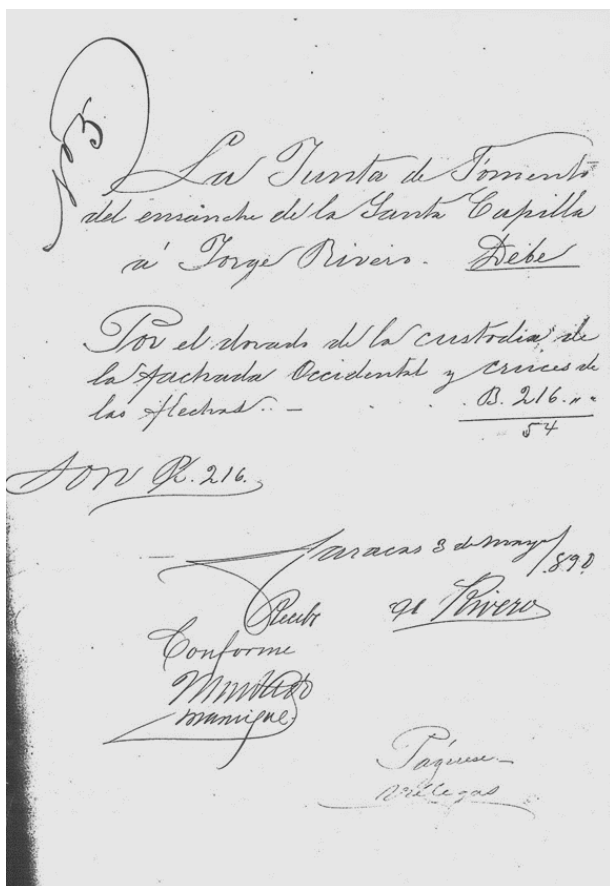 La Junta de Fomento
del ensanche de la Santa Capilla
a' Jorge Rivero. Debe
Por el dorado de la custodia de
la fachada Occidental y cruces de
las flechas.. - B. 216. " "
54
Son B. 216.
Caracas 3 de mayo/890
Recibí Rivero
Conforme
manrique
Páguese